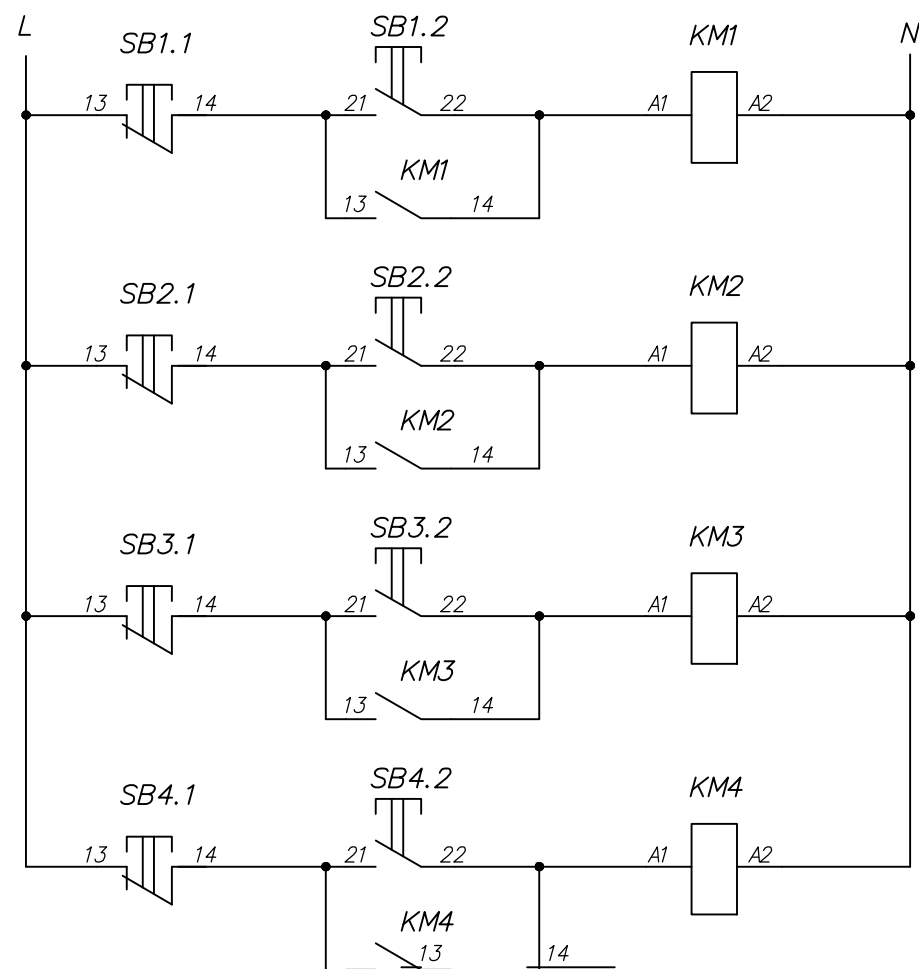 L SB1.1 SB1.2 KM1 N
13 14 21 22 A1 A2
KM1
13 14
SB2.1 SB2.2 KM2
13 14 21 22 A1 A2
KM2
13 14
SB3.1 SB3.2 KM3
13 14 21 22 A1 A2
KM3
13 14
SB4.1 SB4.2 KM4
13 14 21 22 A1 A2
KM4
13 14